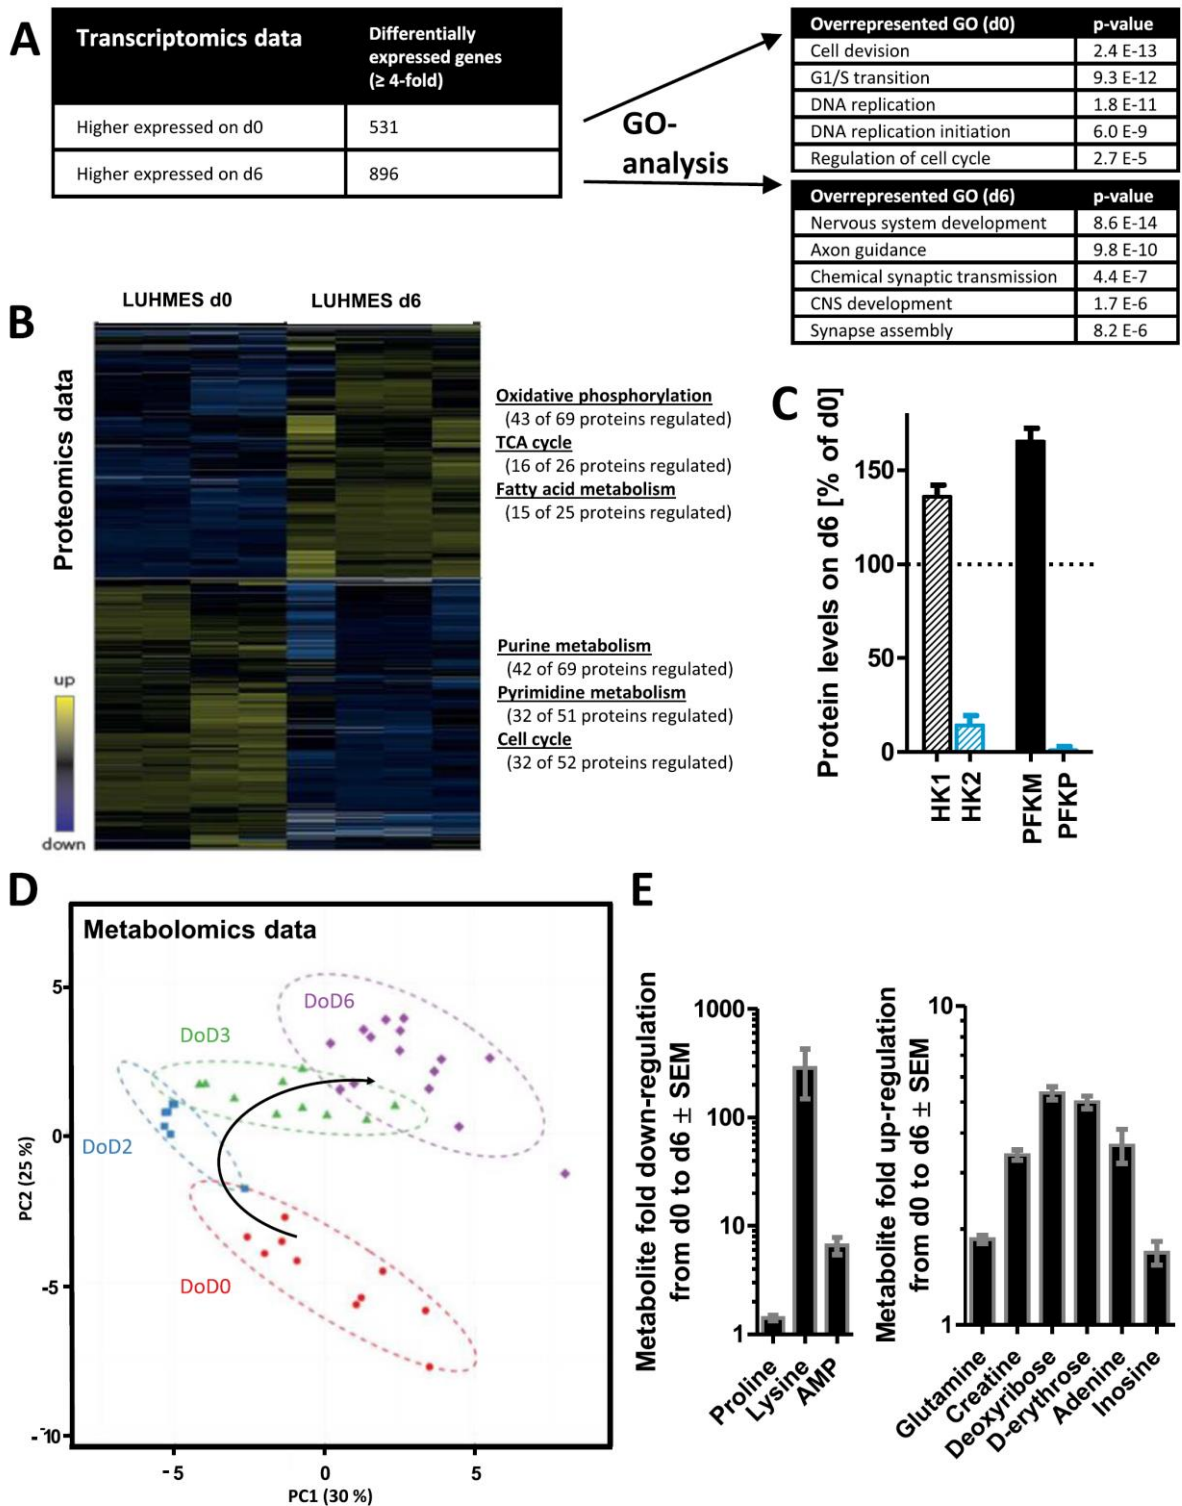 A
Transcriptomics data
Differentially
expressed genes
(≥ 4-fold)
Higher expressed on d0
531
Higher expressed on d6
896
GO-
analysis
Overrepresented GO (d0) p-value
Cell devision 2.4 E-13
G1/S transition 9.3 E-12
DNA replication 1.8 E-11
DNA replication initiation 6.0 E-9
Regulation of cell cycle 2.7 E-5
Overrepresented GO (d6) p-value
Nervous system development 8.6 E-14
Axon guidance 9.8 E-10
Chemical synaptic transmission 4.4 E-7
CNS development 1.7 E-6
Synapse assembly 8.2 E-6
B
LUHMES d0 LUHMES d6
Proteomics data
up
down
Oxidative phosphorylation
(43 of 69 proteins regulated)
TCA cycle
(16 of 26 proteins regulated)
Fatty acid metabolism
(15 of 25 proteins regulated)
Purine metabolism
(42 of 69 proteins regulated)
Pyrimidine metabolism
(32 of 51 proteins regulated)
Cell cycle
(32 of 52 proteins regulated)
C
Protein levels on d6 [% of d0]
150
100
50
0
HK1
HK2
PFKM
PFKP
D
Metabolomics data
DoD6
DoD3
DoD2
DoD0
PC2 (25 %)
5
0
-5
-10
-5 0 5
PC1 (30 %)
E
Metabolite fold down-regulation
from d0 to d6 ± SEM
1000
100
10
1
Proline
Lysine
AMP
Metabolite fold up-regulation
from d0 to d6 ± SEM
10
1
Glutamine
Creatine
Deoxyribose
D-erythrose
Adenine
Inosine